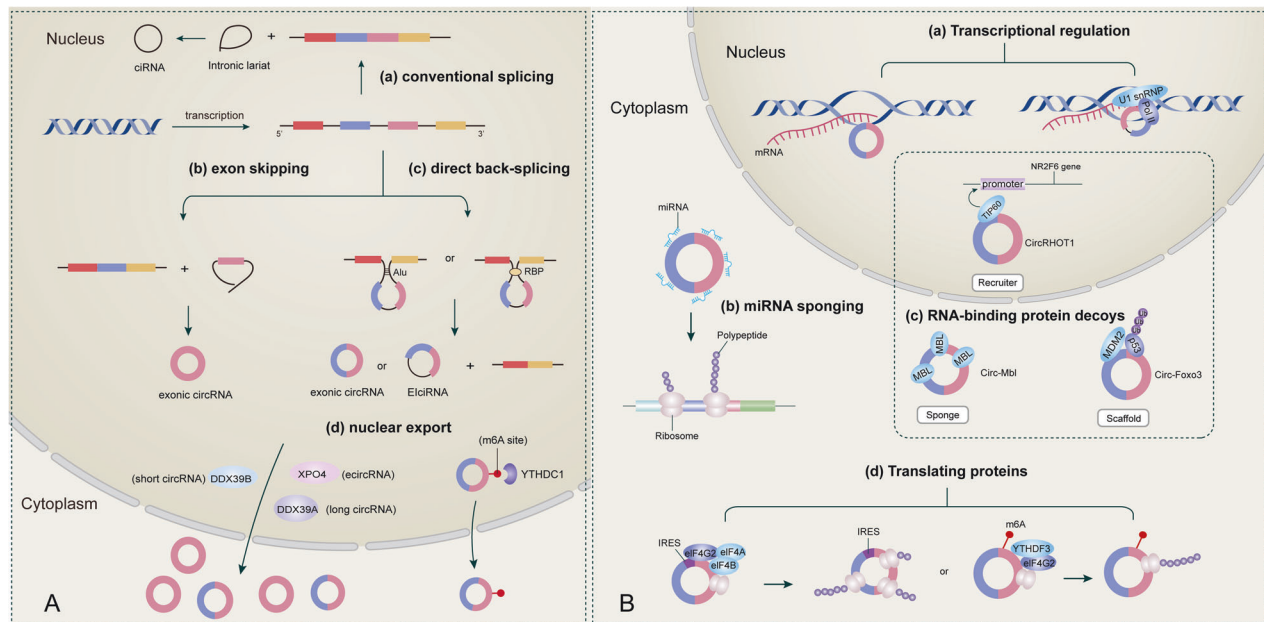 Nucleus
+
ciRNA
Intronic lariat
(a) conventional splicing
transcription
5'
3'
(b) exon skipping
(c) direct back-splicing
+
Alu
or
RBP
exonic circRNA
exonic circRNA
or
EIciRNA
+
(d) nuclear export
(m6A site)
(short circRNA)
DDX39B
XPO4
(ecircRNA)
YTHDC1
DDX39A
(long circRNA)
Cytoplasm
A
(a) Transcriptional regulation
Nucleus
Cytoplasm
U1 snRNP
Pol II
mRNA
NR2F6 gene
promoter
TIP60
CircRHOT1
Recruiter
miRNA
(b) miRNA sponging
Polypeptide
Ribosome
(c) RNA-binding protein decoys
MBL
MBL
MBL
Circ-Mbl
Sponge
Up
Up
Up
MDM2
p53
Circ-Foxo3
Scaffold
(d) Translating proteins
IRES
eIF4G2
eIF4A
eIF4B
IRES
or
m6A
YTHDF3
eIF4G2
B